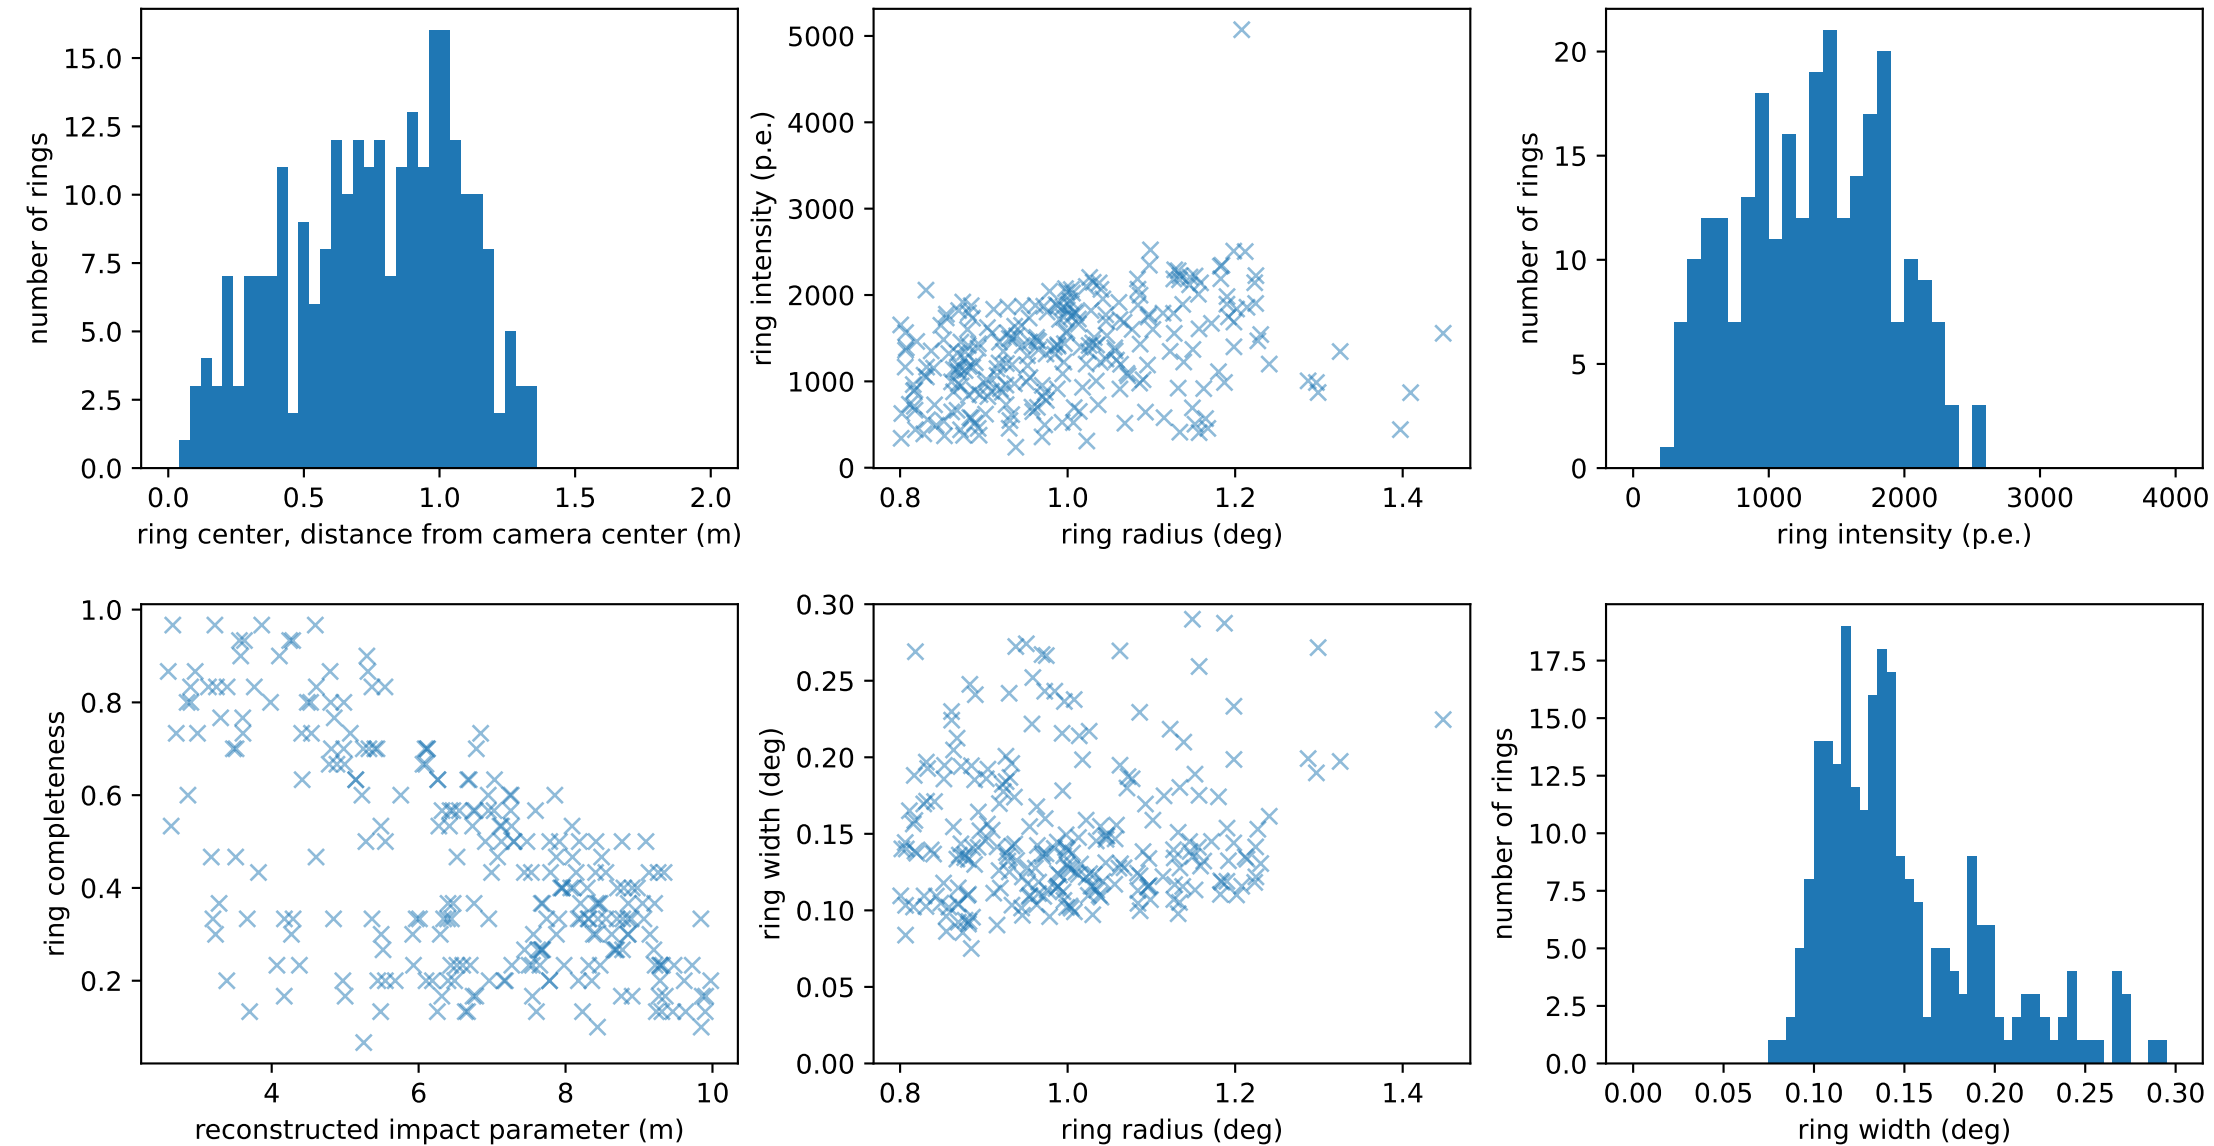 number of rings
15.0
12.5
10.0
7.5
5.0
2.5
0.0
0.0 0.5 1.0 1.5 2.0
ring center, distance from camera center (m)
ring intensity (p.e.)
5000
4000
3000
2000
1000
0
0.8 1.0 1.2 1.4
ring radius (deg)
number of rings
20
15
10
5
0
0 1000 2000 3000 4000
ring intensity (p.e.)
ring completeness
1.0
0.8
0.6
0.4
0.2
4 6 8 10
reconstructed impact parameter (m)
ring width (deg)
0.30
0.25
0.20
0.15
0.10
0.05
0.00
0.8 1.0 1.2 1.4
ring radius (deg)
number of rings
17.5
15.0
12.5
10.0
7.5
5.0
2.5
0.0
0.00 0.05 0.10 0.15 0.20 0.25 0.30
ring width (deg)